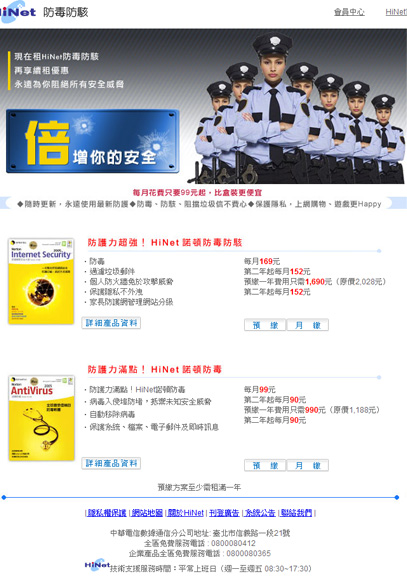 HiNet 防毒防駭
會員中心 HiNet
現在租HiNet防毒防駭
再享續租優惠
永遠為你阻絕所有安全威脅
倍增你的安全
每月花費只要99元起，比盒裝更便宜
◆隨時更新，永遠使用最新防護◆防毒、防駭、阻擋垃圾信不費心◆保護隱私，上網購物、遊戲更Happy
防護力超強！HiNet 諾頓防毒防駭
Norton
Internet Security
2005
‧防毒
‧過濾垃圾郵件
‧個人防火牆免於攻擊威脅
‧保護隱私不外洩
‧家長防護網管理網站分級
每月169元
第二年起每月152元
預繳一年費用只需1,690元（原價2,028元）
第二年起每月152元
詳細產品資料
預 繳 月 繳
防護力滿點！HiNet 諾頓防毒
Norton
AntiVirus
2005
‧防護力滿點！HiNet諾頓防毒
‧病毒入侵防堵，抵禦未知安全威脅
‧自動移除病毒
‧保護系統、檔案、電子郵件及即時訊息
每月99元
第二年起每月90元
預繳一年費用只需990元（原價1,188元）
第二年起每月90元
詳細產品資料
預 繳 月 繳
預繳方案至少需租滿一年
| 隱私權保護 | 網站地圖 | 關於HiNet | 刊登廣告 | 系統公告 | 聯絡我們 |
中華電信數據通信分公司地址: 臺北市信義路一段21號
全區免費服務電話 : 0800080412
企業產品全區免費服務電話 : 0800080365
HiNet 技術支援服務時間：平常上班日（週一至週五 08:30~17:30）